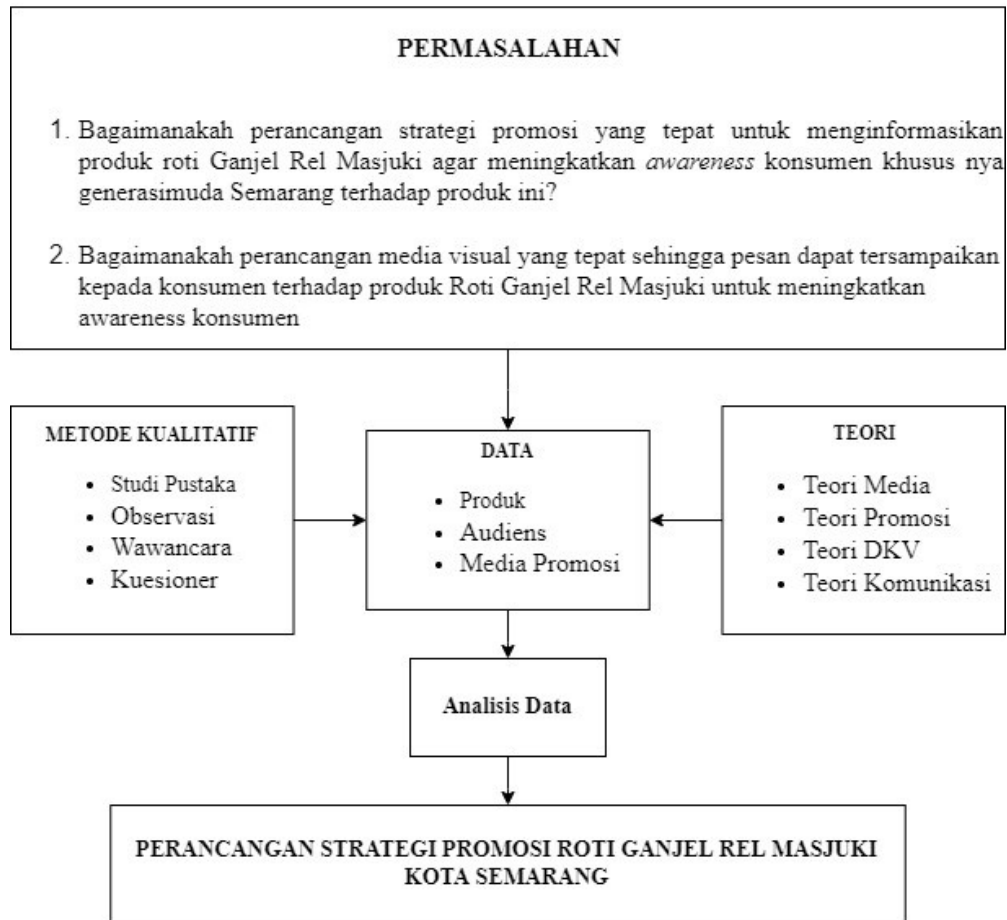 PERMASALAHAN
1. Bagaimanakah perancangan strategi promosi yang tepat untuk menginformasikan
produk roti Ganjel Rel Masjuki agar meningkatkan awareness konsumen khusus nya
generasimuda Semarang terhadap produk ini?
2. Bagaimanakah perancangan media visual yang tepat sehingga pesan dapat tersampaikan
kepada konsumen terhadap produk Roti Ganjel Rel Masjuki untuk meningkatkan
awareness konsumen
METODE KUALITATIF
• Studi Pustaka
• Observasi
• Wawancara
• Kuesioner
DATA
• Produk
• Audiens
• Media Promosi
TEORI
• Teori Media
• Teori Promosi
• Teori DKV
• Teori Komunikasi
Analisis Data
PERANCANGAN STRATEGI PROMOSI ROTI GANJEL REL MASJUKI
KOTA SEMARANG